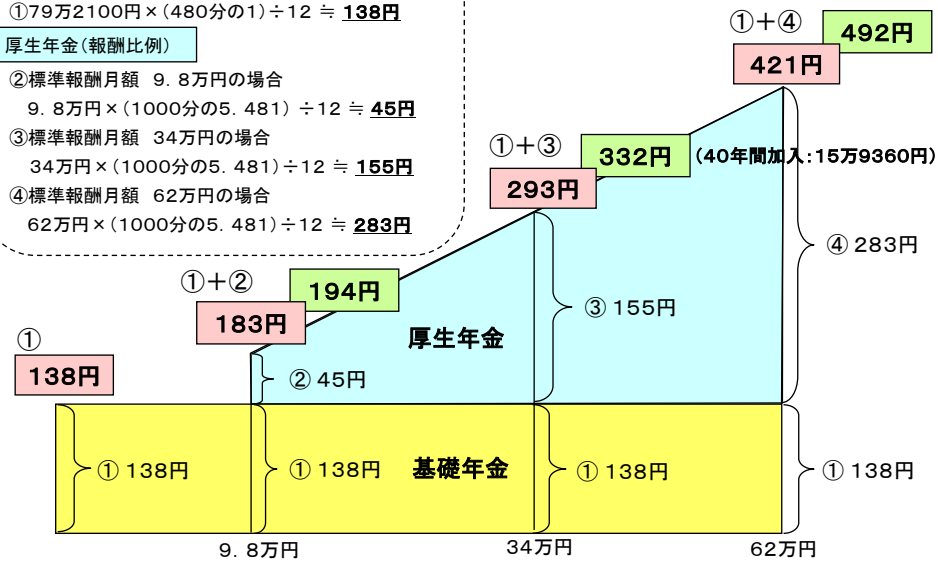 ①79万2100円×(480分の1)÷12 ≒ 138円
厚生年金(報酬比例)
②標準報酬月額 9.8万円の場合
9.8万円×(1000分の5.481) ÷12 ≒ 45円
③標準報酬月額 34万円の場合
34万円×(1000分の5.481)÷12 ≒ 155円
④標準報酬月額 62万円の場合
62万円×(1000分の5.481)÷12 ≒ 283円
①+④
492円
421円
①+③
332円
(40年間加入:15万9360円)
293円
④ 283円
①+②
194円
183円
③ 155円
厚生年金
①
138円
② 45円
① 138円
① 138円
基礎年金
① 138円
① 138円
9.8万円
34万円
62万円